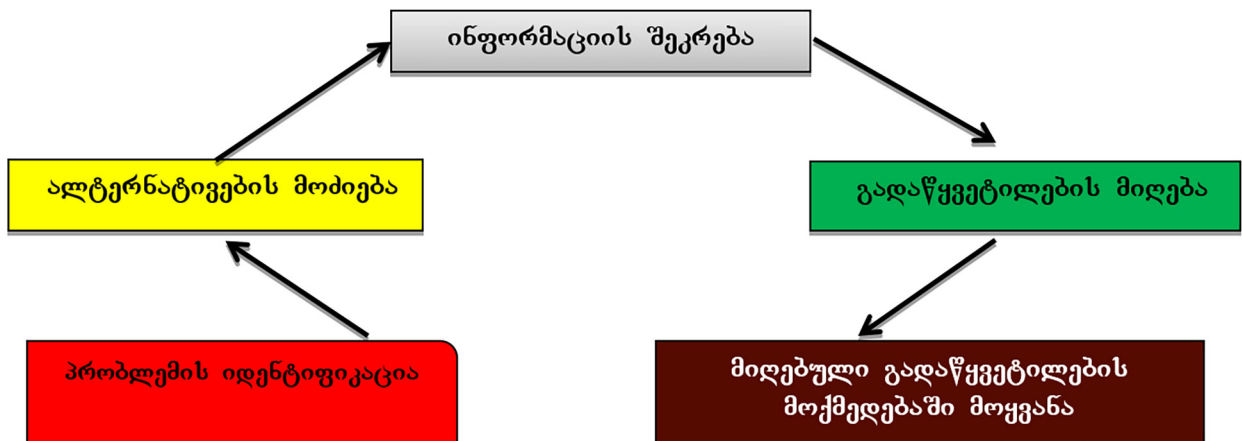 ინფორმაციის შეკრება
ალტერნატივების მოძიება
გადაწყვეტილების მიღება
პრობლემის იდენტიფიკაცია
მიღებული გადაწყვეტილების
მოქმედებაში მოყვანა